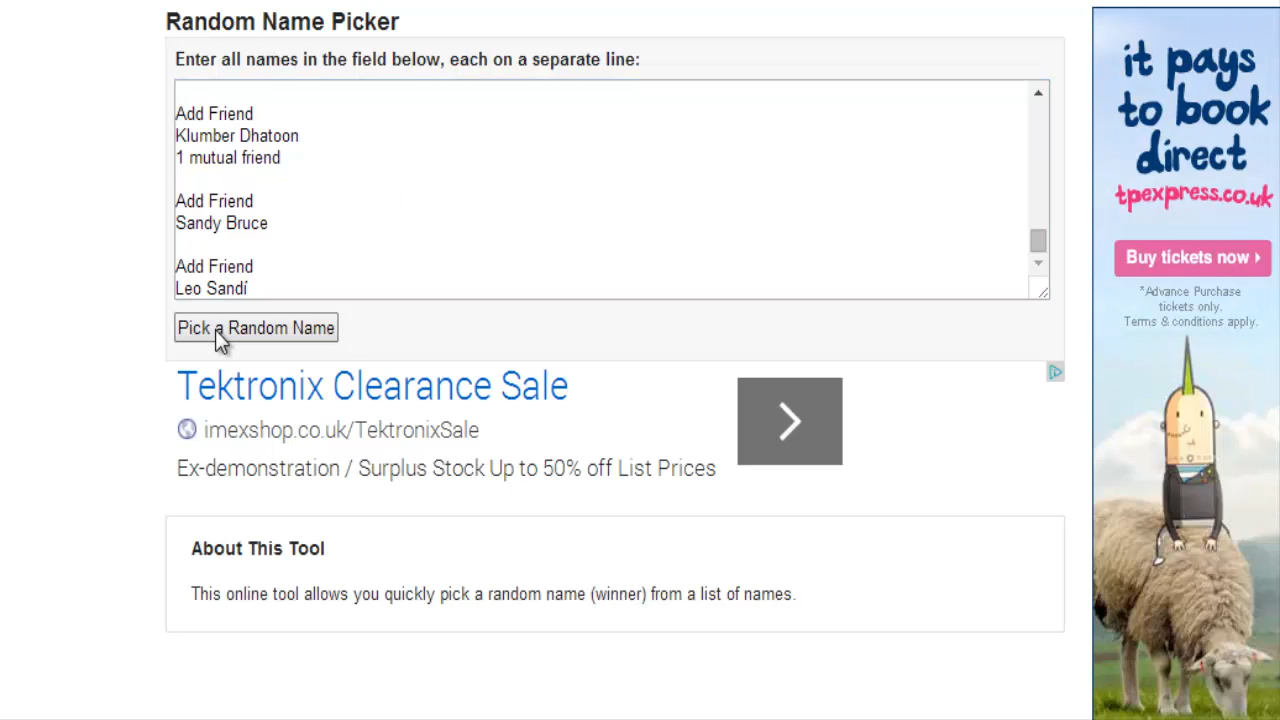 Random Name Picker
Enter all names in the field below, each on a separate line:
Add Friend
Klumber Dhatoon
1 mutual friend
Add Friend
Sandy Bruce
Add Friend
Leo Sandí
Pick a Random Name
Tektronix Clearance Sale
imexshop.co.uk/TektronixSale
Ex-demonstration / Surplus Stock Up to 50% off List Prices
About This Tool
This online tool allows you quickly pick a random name (winner) from a list of names.
it pays
to book
direct
tpexpress.co.uk
Buy tickets now
*Advance Purchase
tickets only.
Terms & conditions apply.